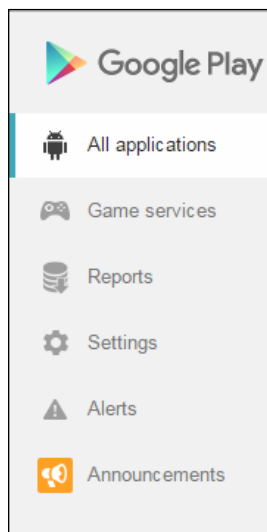 Google Play
All applications
Game services
Reports
Settings
Alerts
Announcements